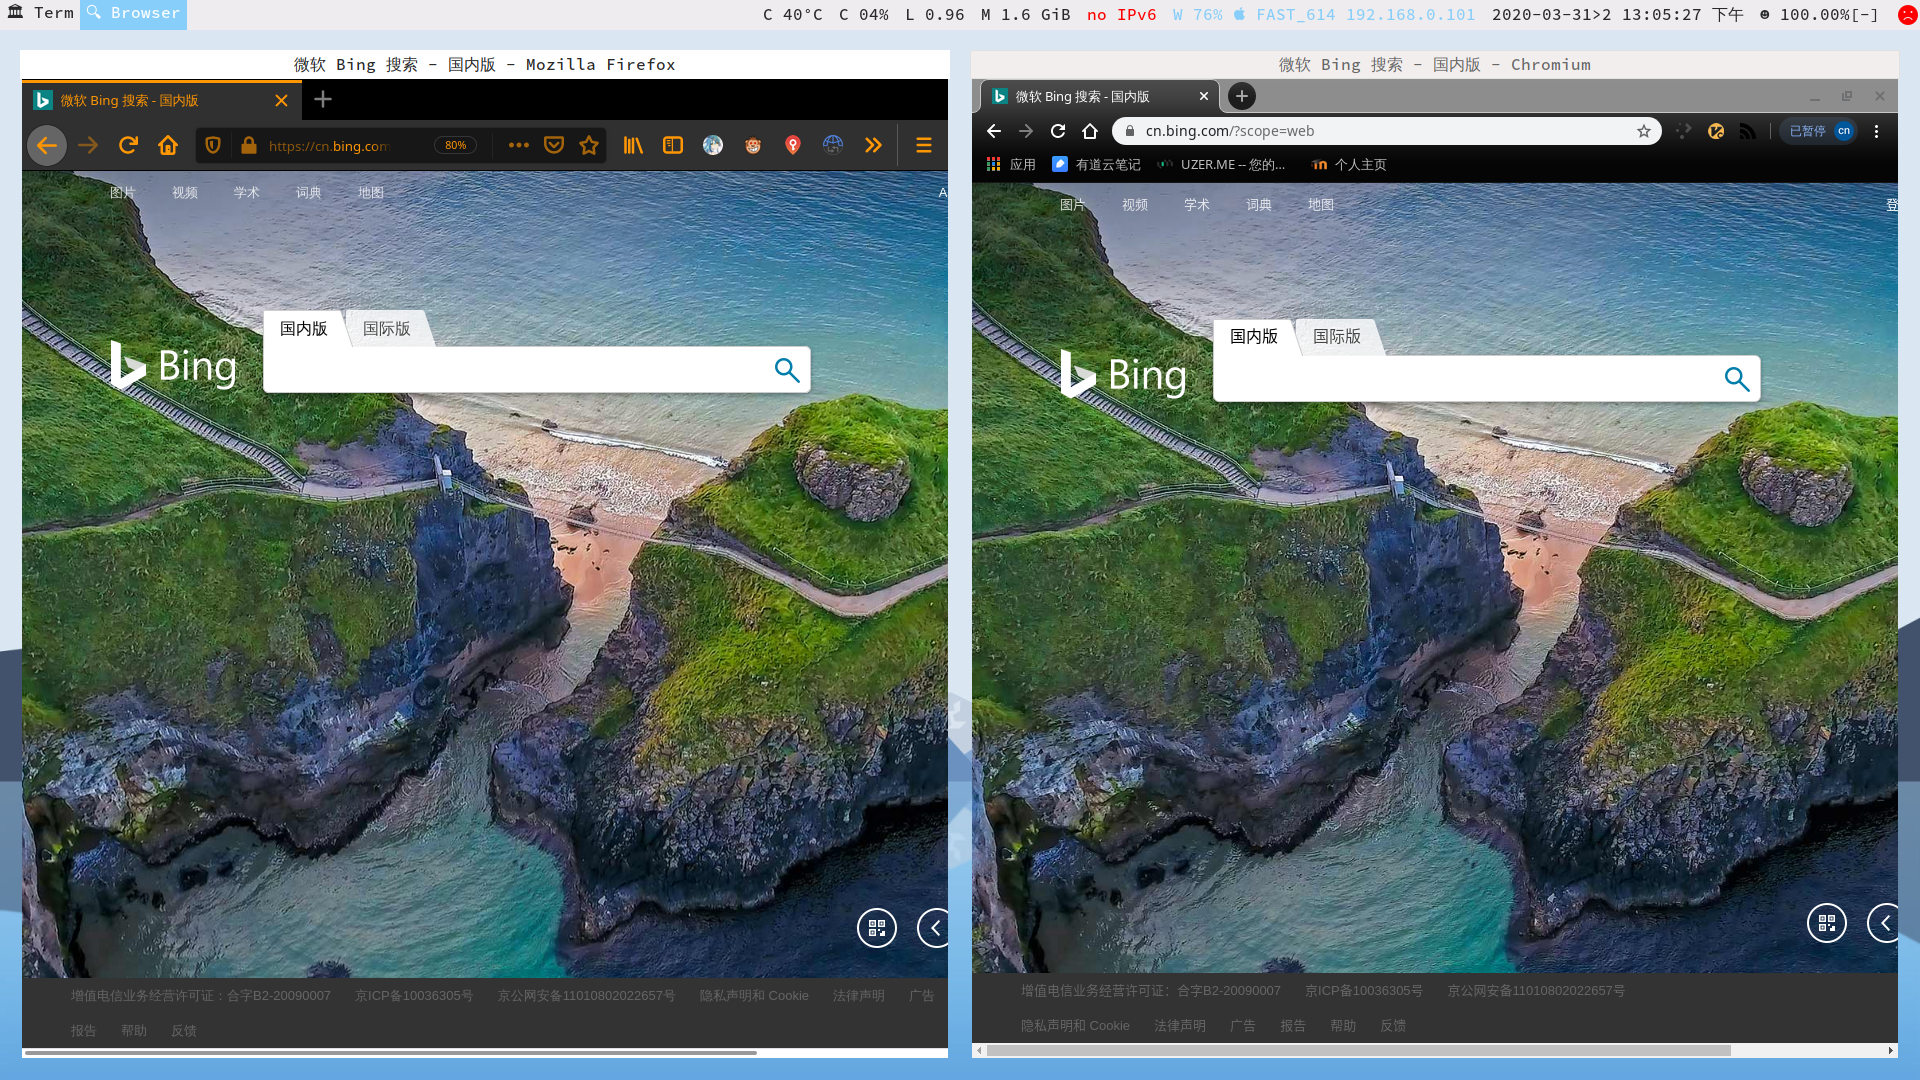 Term Browser C 40°C C 04% L 0.96 M 1.6 GiB no IPv6 W 76% FAST_614 192.168.0.101 2020-03-31>2 13:05:27 下午 ☻ 100.00%[-]
微软 Bing 搜索 - 国内版 - Mozilla Firefox
微软 Bing 搜索 - 国内版
https://cn.bing.com 80%
图片 视频 学术 词典 地图 A
国内版 国际版
Bing
增值电信业务经营许可证：合字B2-20090007 京ICP备10036305号 京公网安备11010802022657号 隐私声明和 Cookie 法律声明 广告
报告 帮助 反馈
微软 Bing 搜索 - 国内版 - Chromium
微软 Bing 搜索 - 国内版
cn.bing.com/?scope=web 已暂停 cn
应用 有道云笔记 UZER.ME -- 您的... 个人主页
图片 视频 学术 词典 地图 登
国内版 国际版
Bing
增值电信业务经营许可证：合字B2-20090007 京ICP备10036305号 京公网安备11010802022657号
隐私声明和 Cookie 法律声明 广告 报告 帮助 反馈